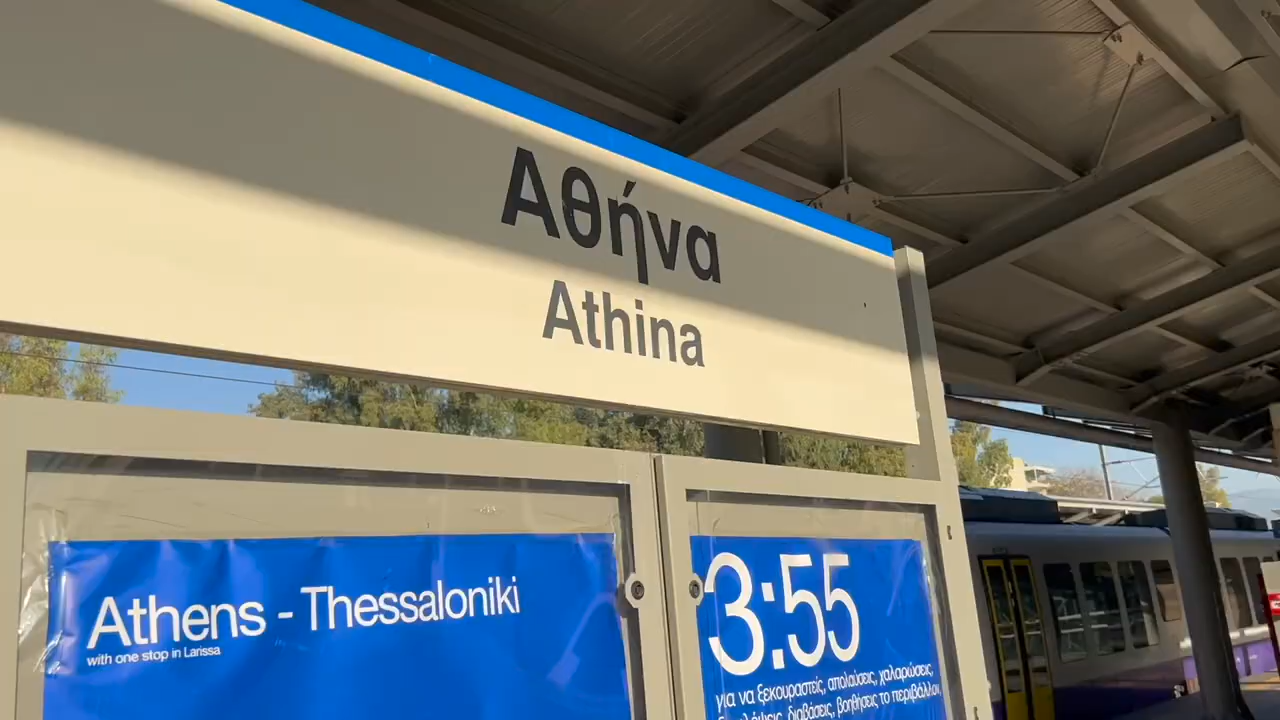 Αθήνα
Athina
Athens - Thessaloniki
with one stop in Larissa
3:55
για να ξεκουραστείς, απολαύσεις, χαλαρώσεις,
διαβάσεις, βοηθήσεις το περιβάλλον,